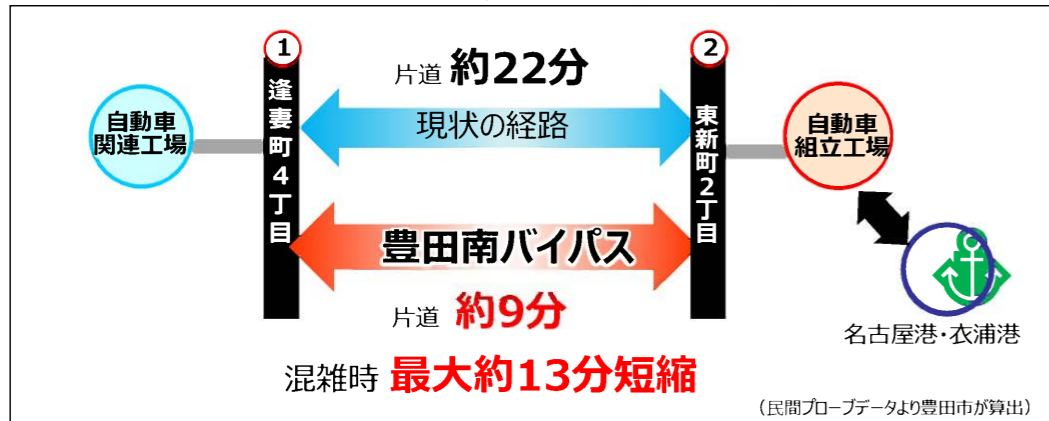 ①
②
片道 約22分
現状の経路
自動車
関連工場
逢妻町4丁目
東新町2丁目
自動車
組立工場
豊田南バイパス
片道 約9分
混雑時 最大約13分短縮
名古屋港・衣浦港
（民間プローブデータより豊田市が算出）